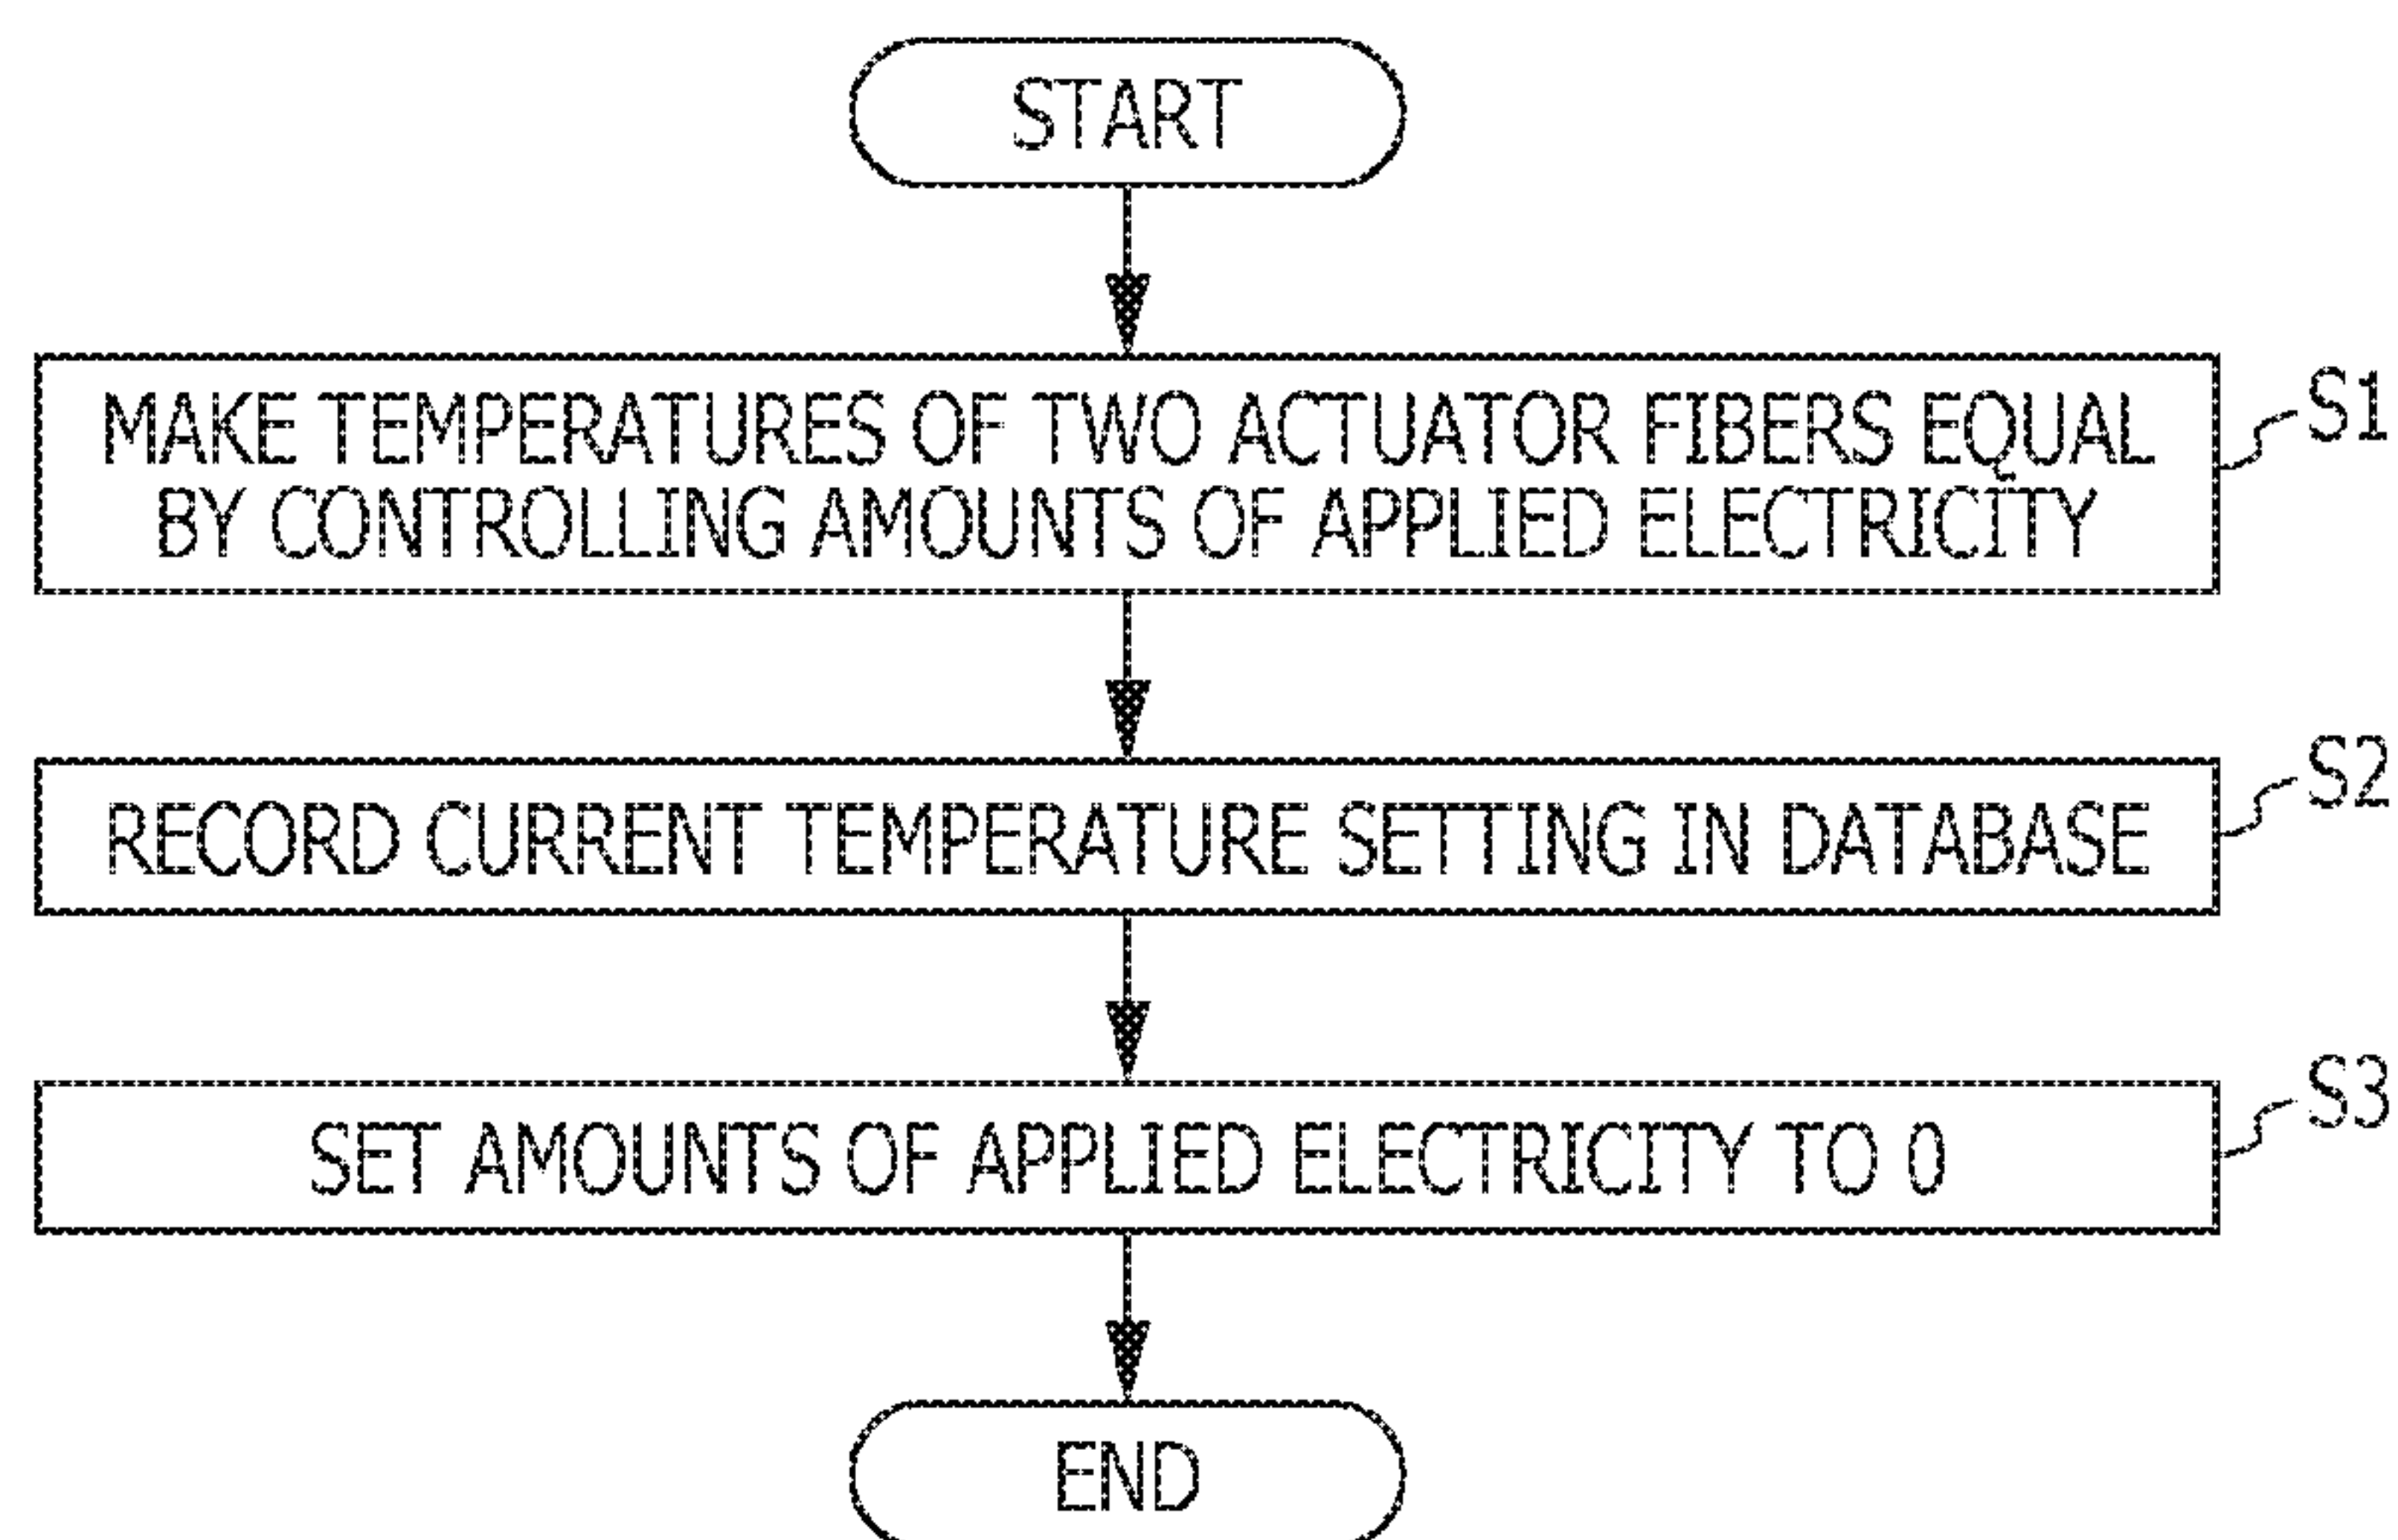 START
MAKE TEMPERATURES OF TWO ACTUATOR FIBERS EQUAL
BY CONTROLLING AMOUNTS OF APPLIED ELECTRICITY
S1
RECORD CURRENT TEMPERATURE SETTING IN DATABASE
S2
SET AMOUNTS OF APPLIED ELECTRICITY TO 0
S3
END